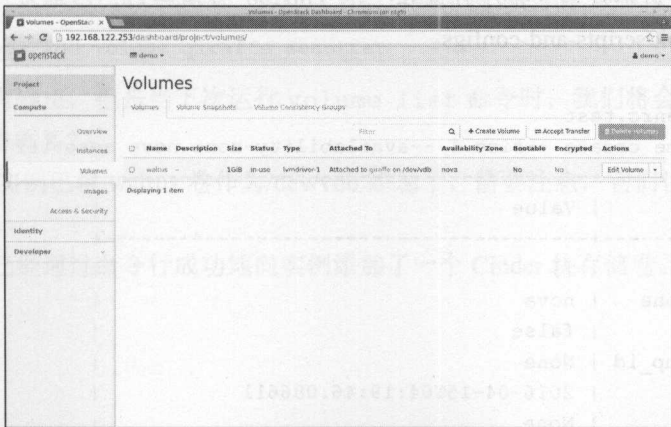 Volumes - OpenStack Dashboard - Chromium (on eigh)
Volumes - OpenStack
192.168.122.253/dashboard/project/volumes/
openstack
demo
demo
Project
Compute
Overview
Instances
Volumes
Images
Access & Security
Identity
Developer
Volumes
Volumes Volume Snapshots Volume Consistency Groups
Filter + Create Volume Accept Transfer Delete Volumes
Name Description Size Status Type Attached To Availability Zone Bootable Encrypted Actions
walrus - 1GiB In-use lvmdriver-1 Attached to giraffe on /dev/vdb nova No No Edit Volume
Displaying 1 item